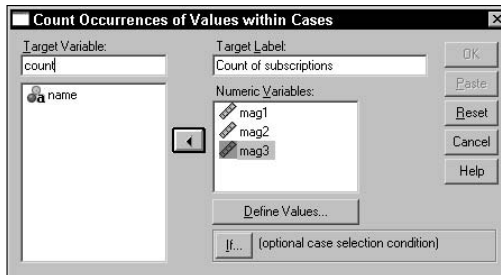 Count Occurrences of Values within Cases
Target Variable:
Target Label:
count
Count of subscriptions
name
Numeric Variables:
mag1
mag2
mag3
Define Values...
If...
(optional case selection condition)
OK
Paste
Reset
Cancel
Help